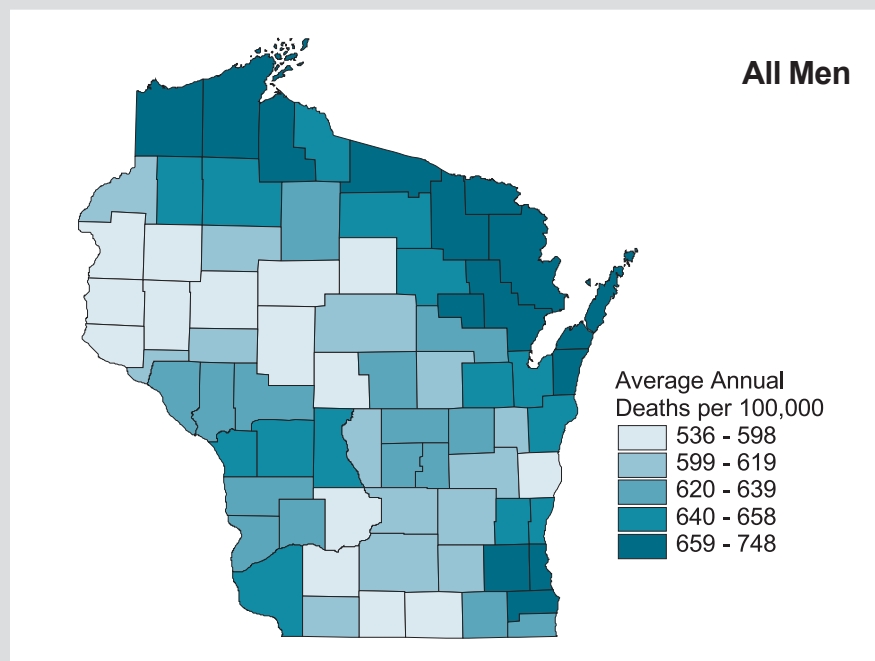 All Men
Average Annual
Deaths per 100,000
536 - 598
599 - 619
620 - 639
640 - 658
659 - 748